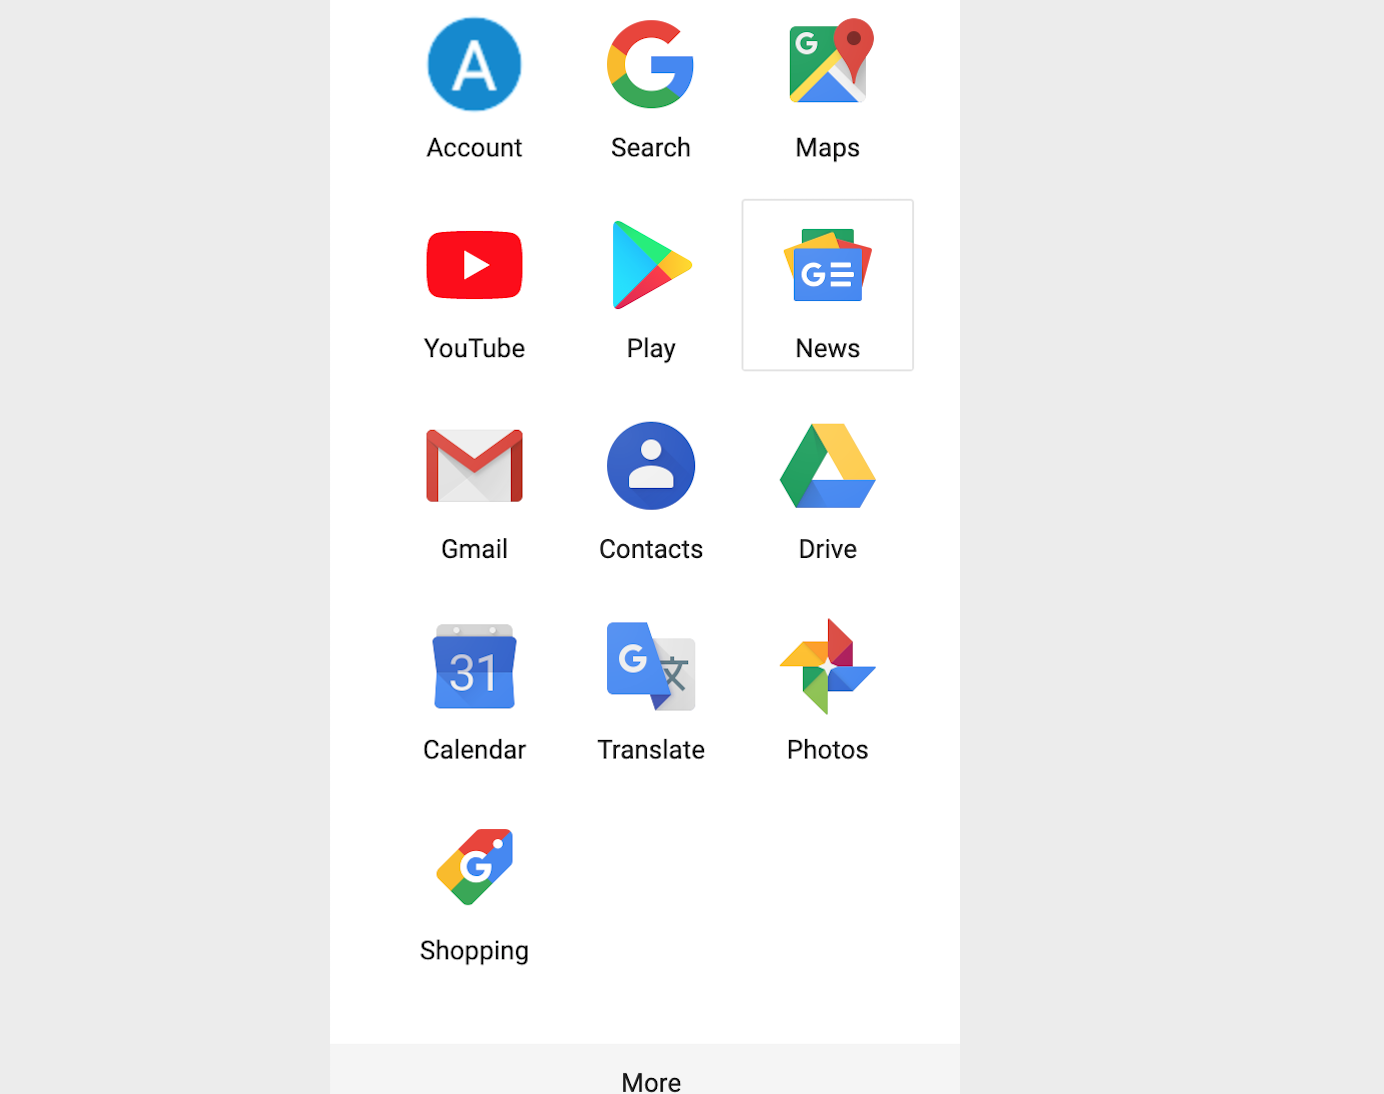 A
G
G
Account
Search
Maps
G
YouTube
Play
News
Gmail
Contacts
Drive
31
G
文
Calendar
Translate
Photos
G
Shopping
More